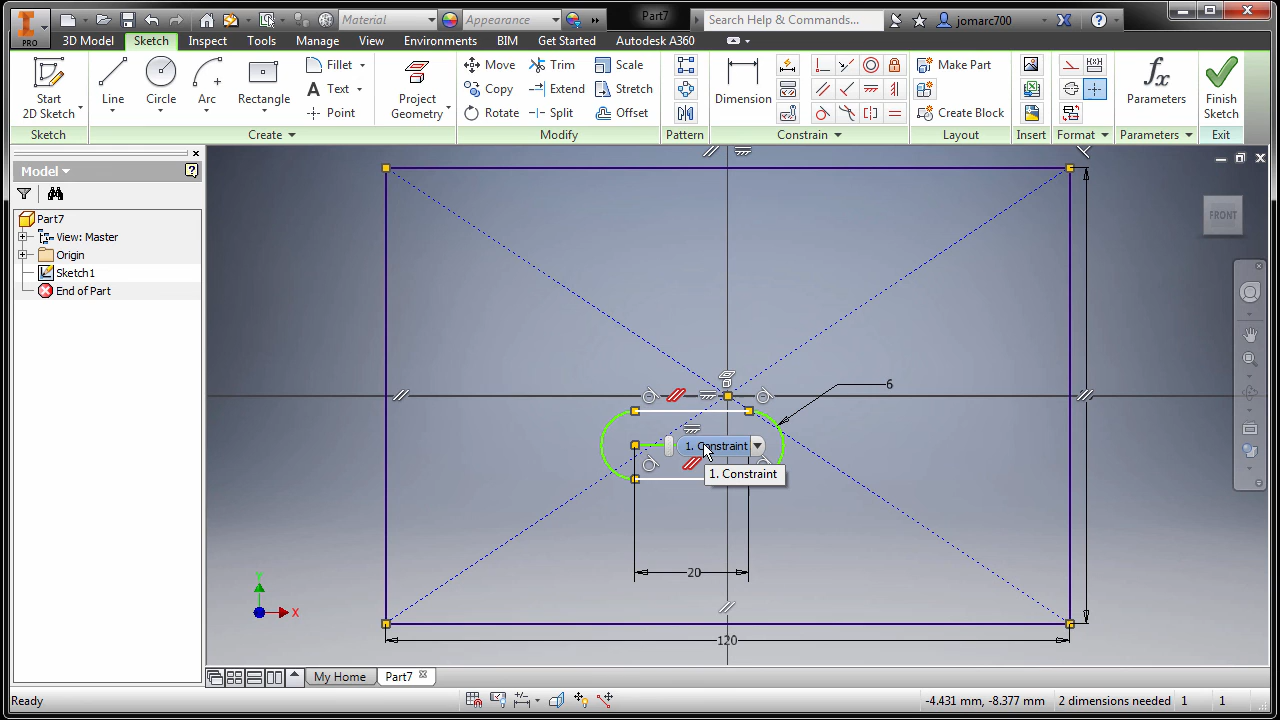 Material
Appearance
Part7
Search Help & Commands...
jomarc700
PRO
3D Model
Sketch
Inspect
Tools
Manage
View
Environments
BIM
Get Started
Autodesk A360
Start
2D Sketch
Line
Circle
Arc
Rectangle
Fillet
Text
Point
Project
Geometry
Move
Copy
Rotate
Trim
Extend
Split
Scale
Stretch
Offset
Dimension
Make Part
Create Block
Parameters
Finish
Sketch
Sketch
Create
Modify
Pattern
Constrain
Layout
Insert
Format
Parameters
Exit
Model
Part7
View: Master
Origin
Sketch1
End of Part
FRONT
6
1. Constraint
1. Constraint
20
120
Y
X
My Home
Part7
Ready
-4.431 mm, -8.377 mm
2 dimensions needed
1
1